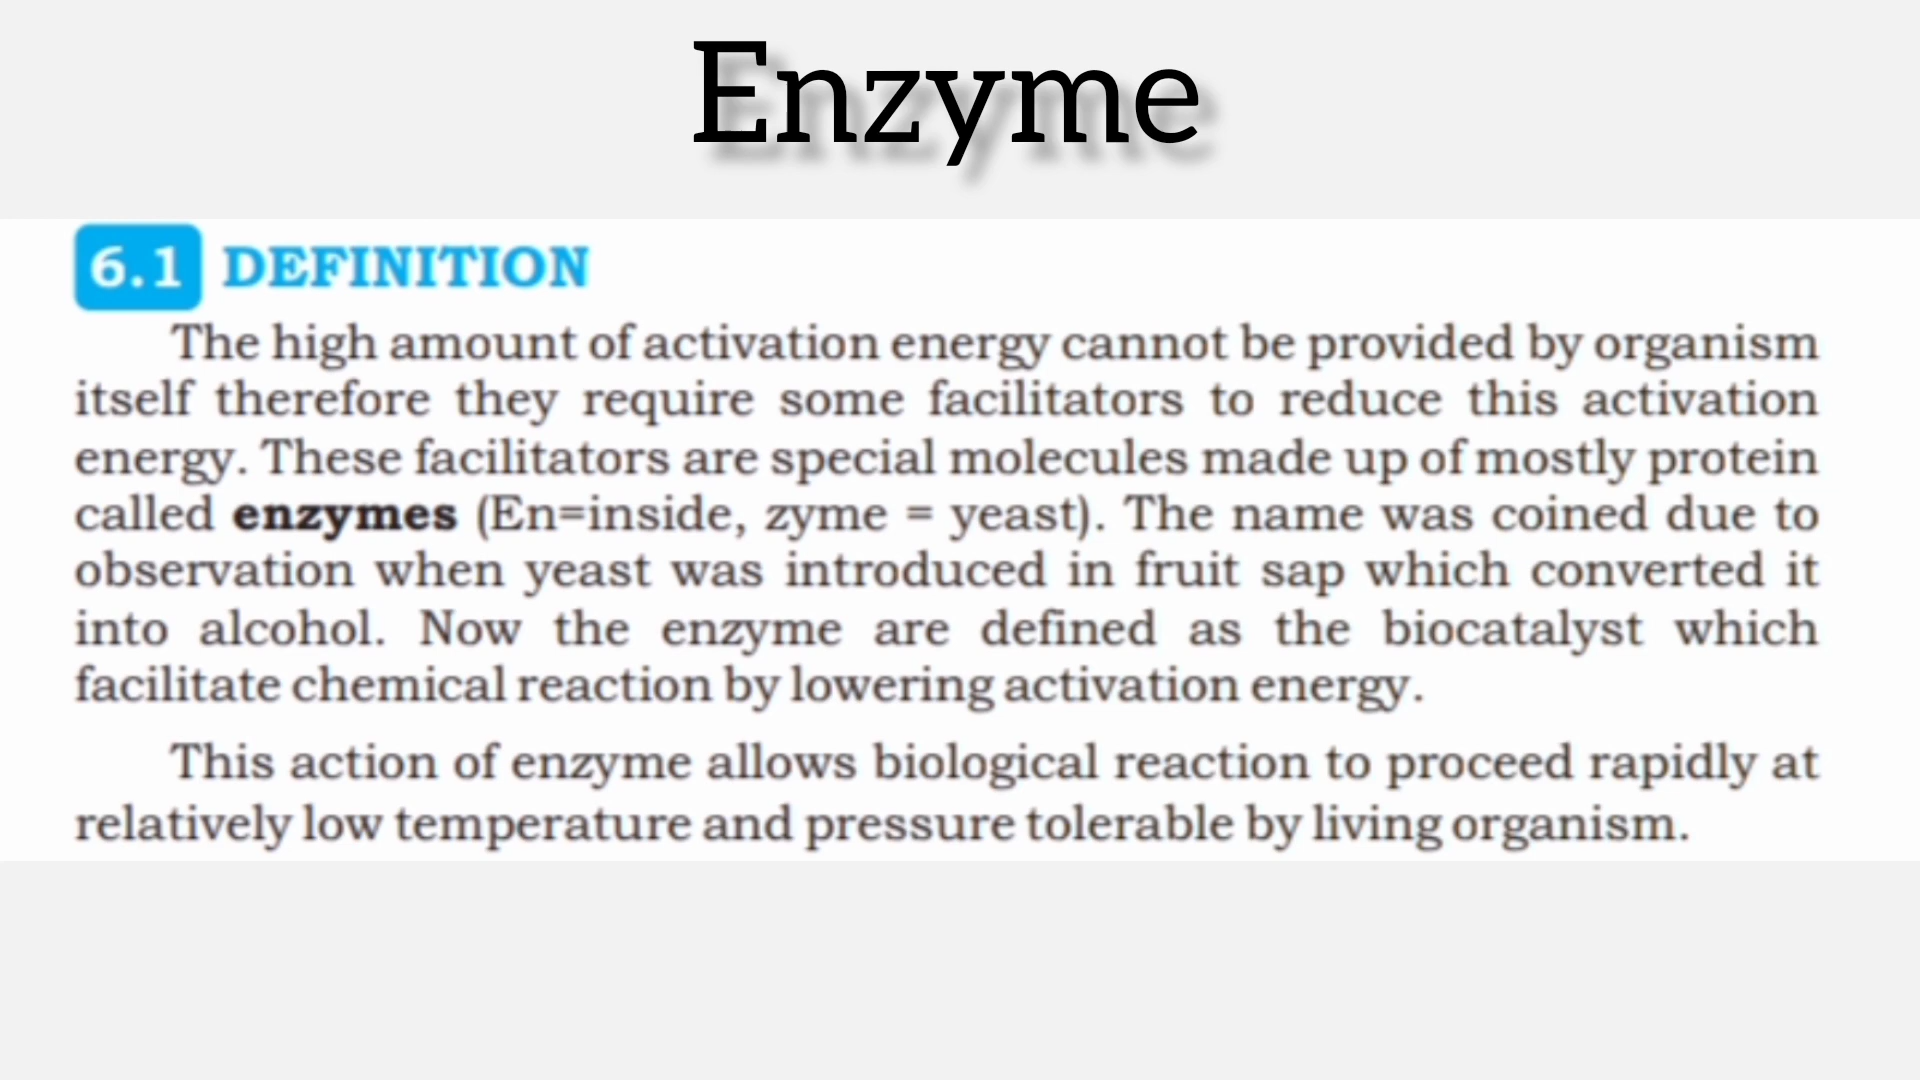 Enzyme
6.1 DEFINITION
The high amount of activation energy cannot be provided by organism
itself therefore they require some facilitators to reduce this activation
energy. These facilitators are special molecules made up of mostly protein
called enzymes (En=inside, zyme = yeast). The name was coined due to
observation when yeast was introduced in fruit sap which converted it
into alcohol. Now the enzyme are defined as the biocatalyst which
facilitate chemical reaction by lowering activation energy.
This action of enzyme allows biological reaction to proceed rapidly at
relatively low temperature and pressure tolerable by living organism.